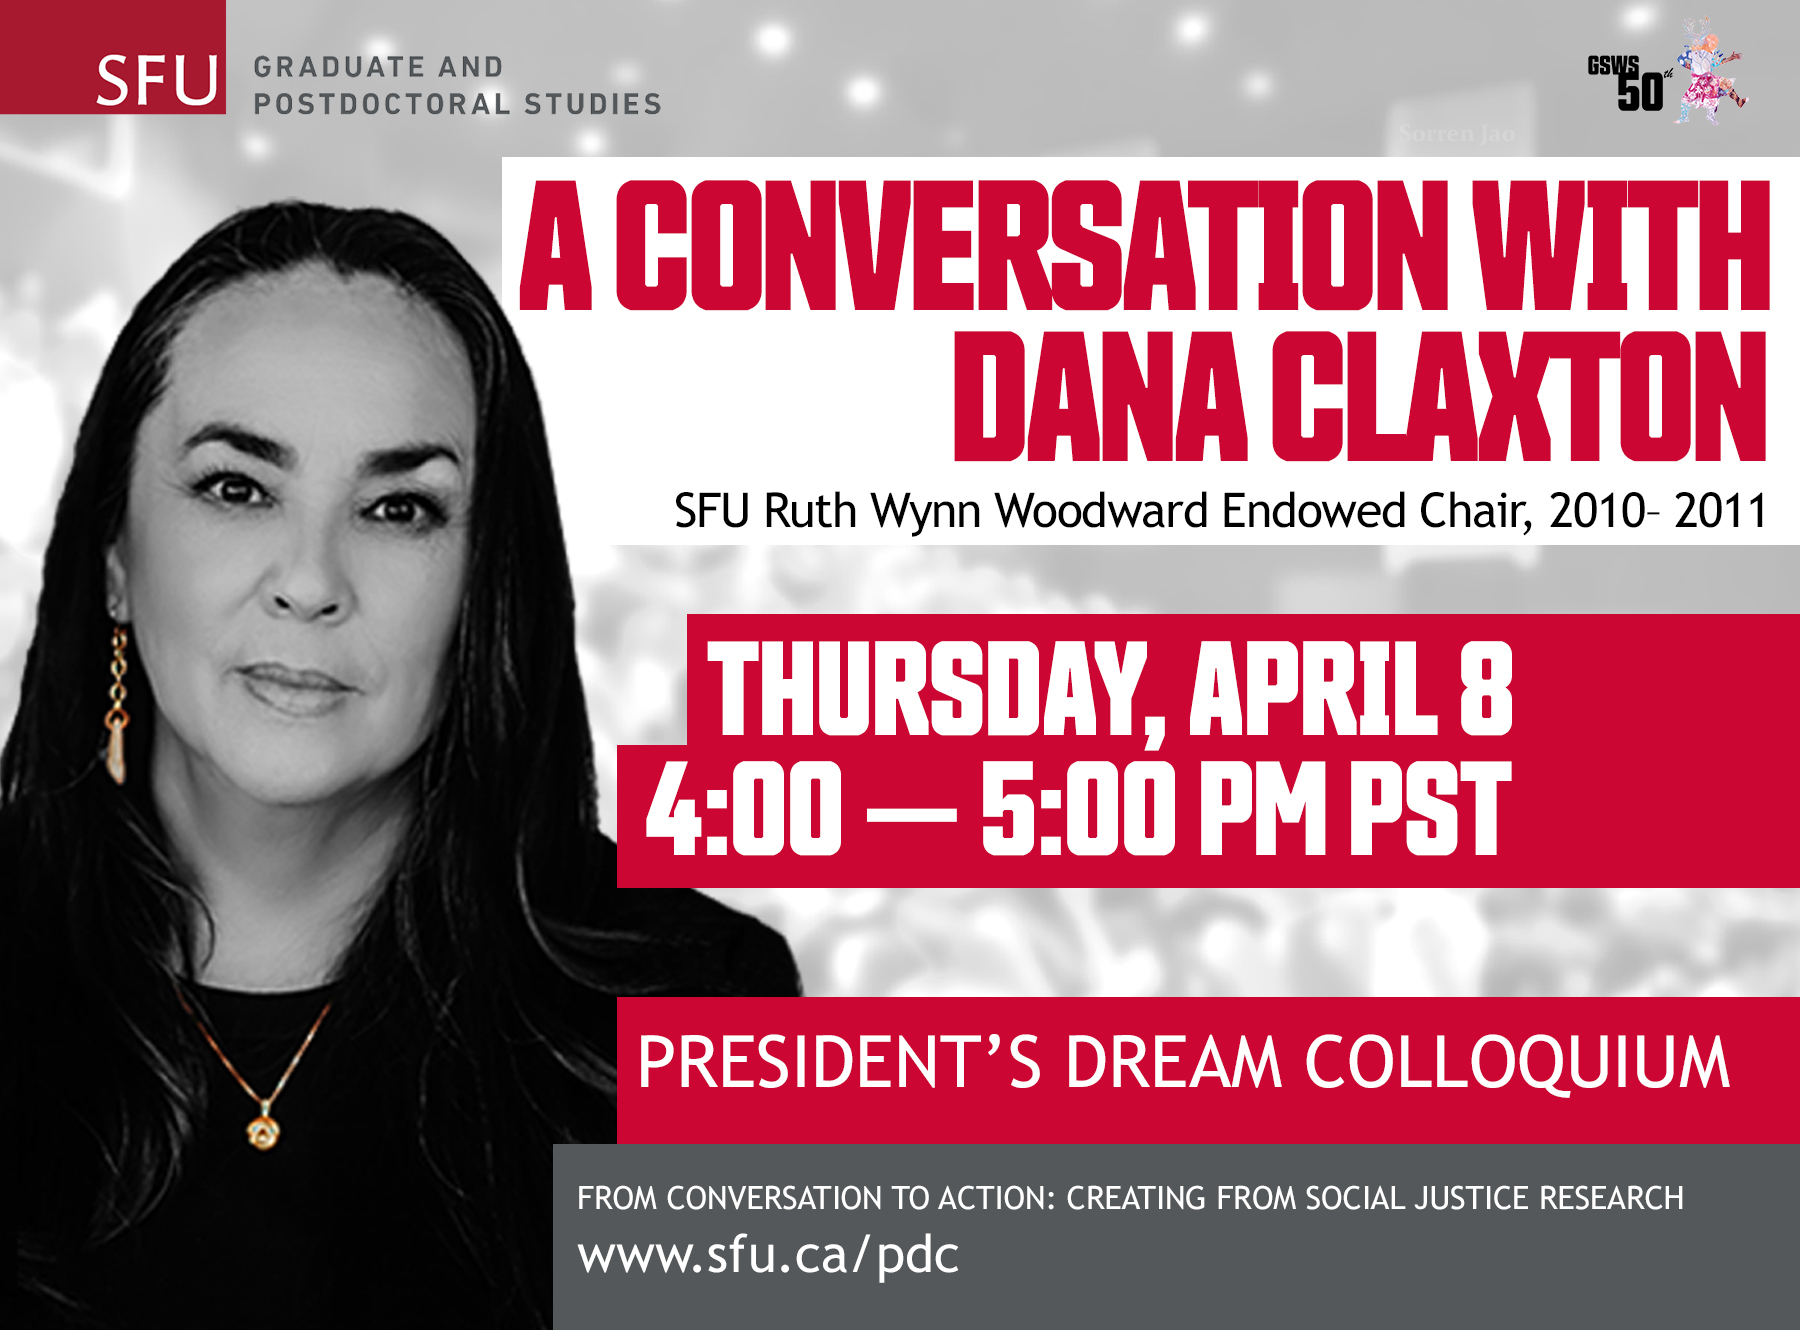 SFU
GRADUATE AND
POSTDOCTORAL STUDIES
GSWS
50th
Sorren Jao
A CONVERSATION WITH
DANA CLAXTON
SFU Ruth Wynn Woodward Endowed Chair, 2010– 2011
THURSDAY, APRIL 8
4:00 — 5:00 PM PST
PRESIDENT’S DREAM COLLOQUIUM
FROM CONVERSATION TO ACTION: CREATING FROM SOCIAL JUSTICE RESEARCH
www.sfu.ca/pdc